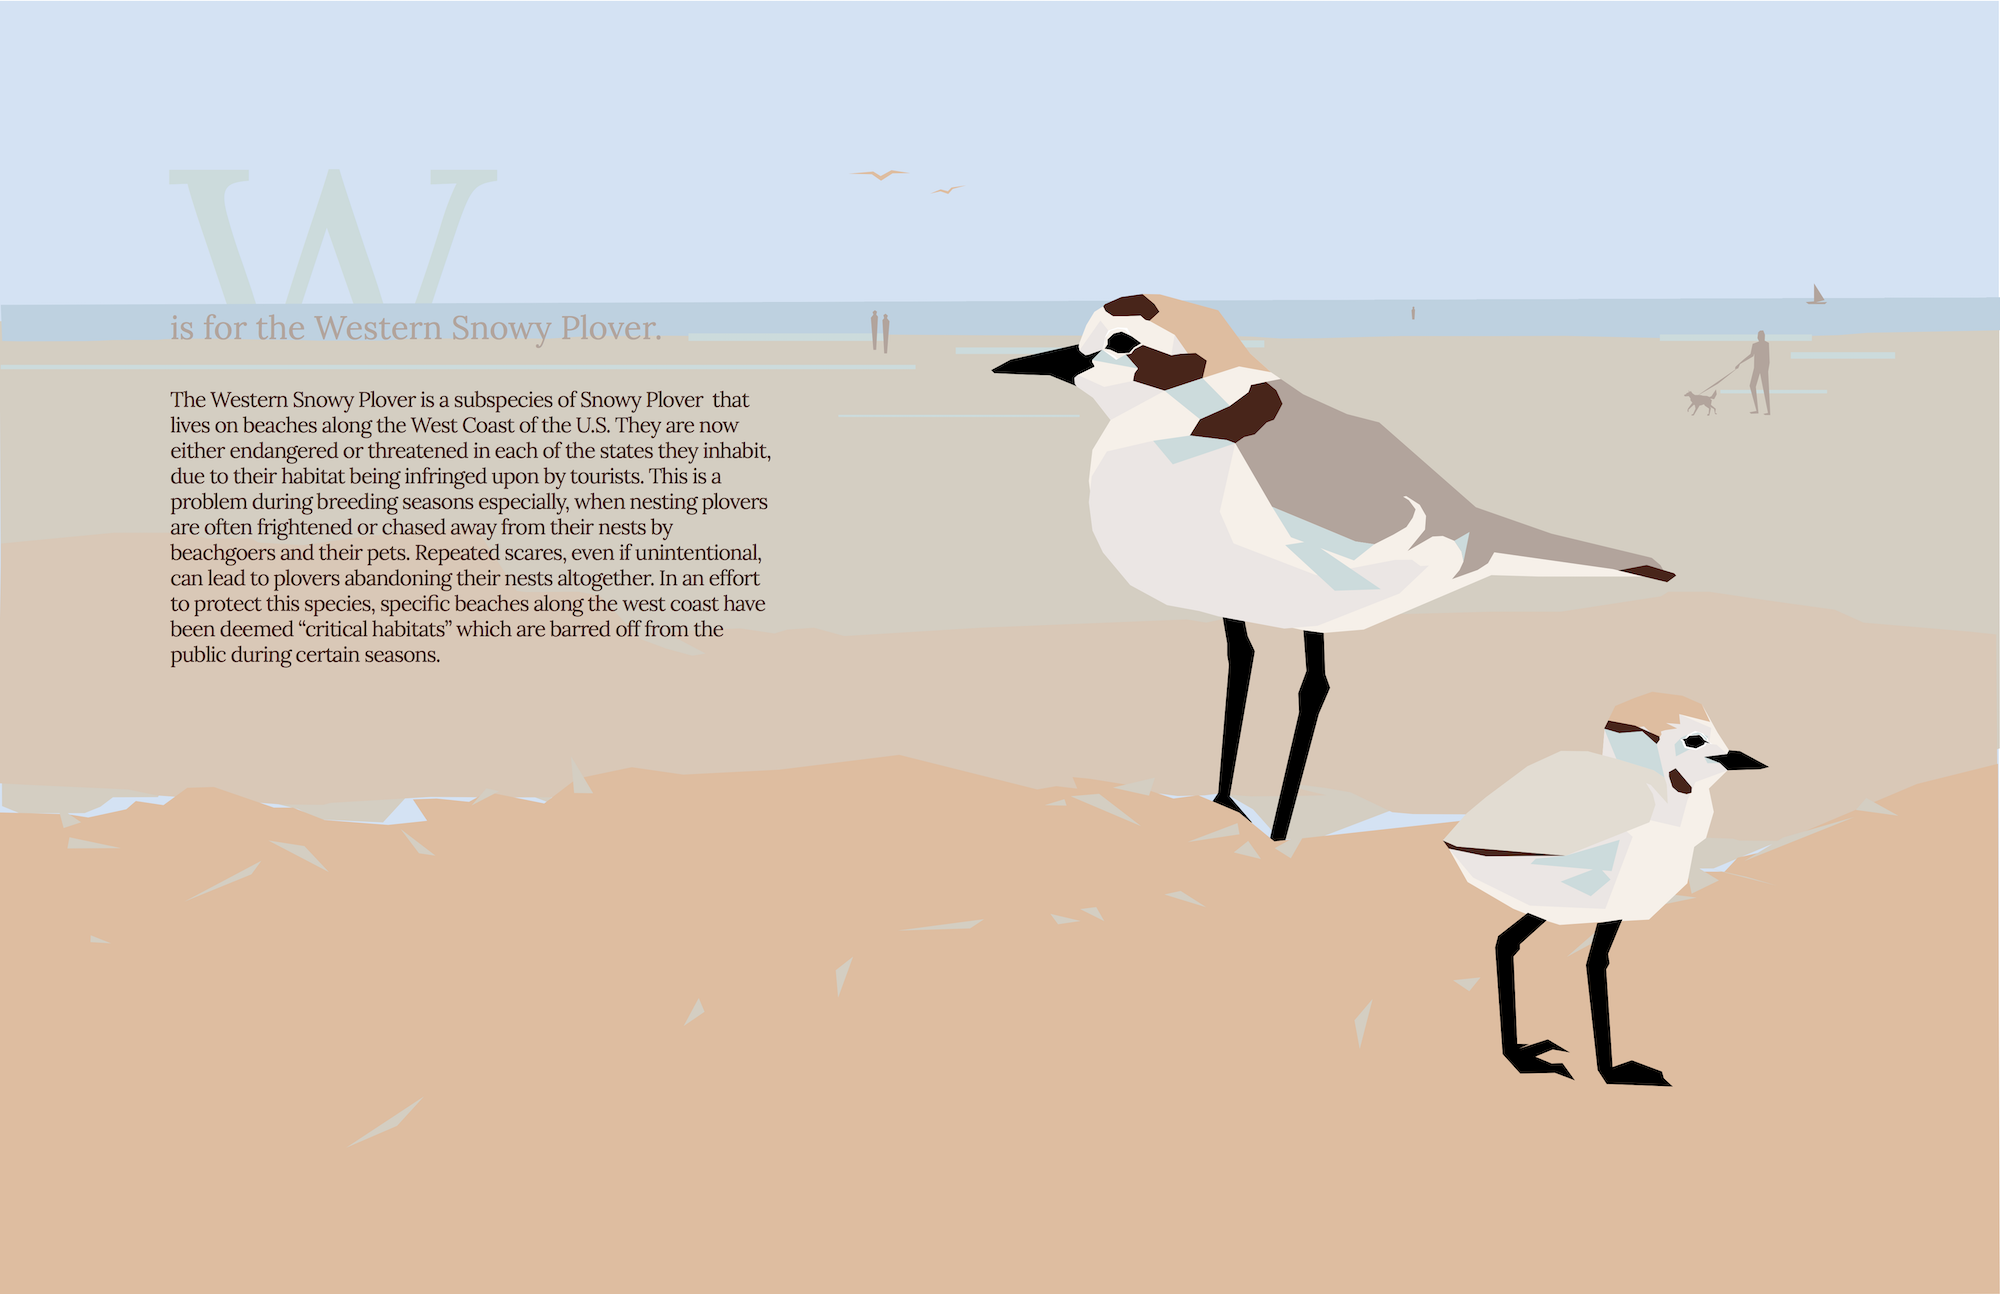 W
is for the Western Snowy Plover.
The Western Snowy Plover is a subspecies of Snowy Plover  that
lives on beaches along the West Coast of the U.S. They are now
either endangered or threatened in each of the states they inhabit,
due to their habitat being infringed upon by tourists. This is a
problem during breeding seasons especially, when nesting plovers
are often frightened or chased away from their nests by
beachgoers and their pets. Repeated scares, even if unintentional,
can lead to plovers abandoning their nests altogether. In an effort
to protect this species, specific beaches along the west coast have
been deemed “critical habitats” which are barred off from the
public during certain seasons.